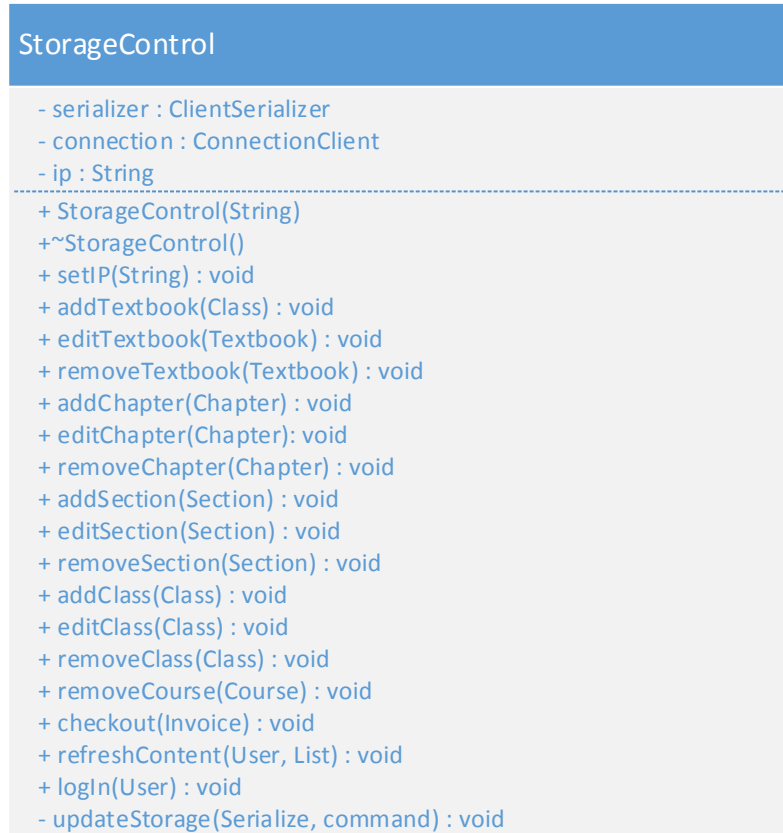 StorageControl
- serializer : ClientSerializer
- connection : ConnectionClient
- ip : String
+ StorageControl(String)
+~StorageControl()
+ setIP(String) : void
+ addTextbook(Class) : void
+ editTextbook(Textbook) : void
+ removeTextbook(Textbook) : void
+ addChapter(Chapter) : void
+ editChapter(Chapter): void
+ removeChapter(Chapter) : void
+ addSection(Section) : void
+ editSection(Section) : void
+ removeSection(Section) : void
+ addClass(Class) : void
+ editClass(Class) : void
+ removeClass(Class) : void
+ removeCourse(Course) : void
+ checkout(Invoice) : void
+ refreshContent(User, List) : void
+ logIn(User) : void
- updateStorage(Serialize, command) : void